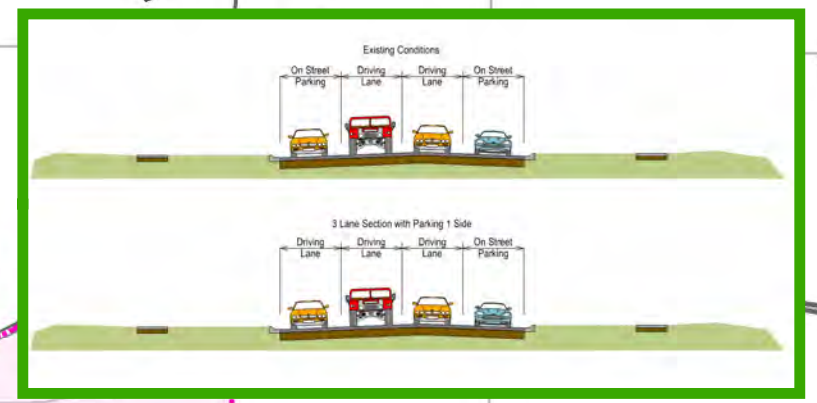 Existing Conditions
On Street Parking
Driving Lane
Driving Lane
On Street Parking
3 Lane Section with Parking 1 Side
Driving Lane
Driving Lane
Driving Lane
On Street Parking